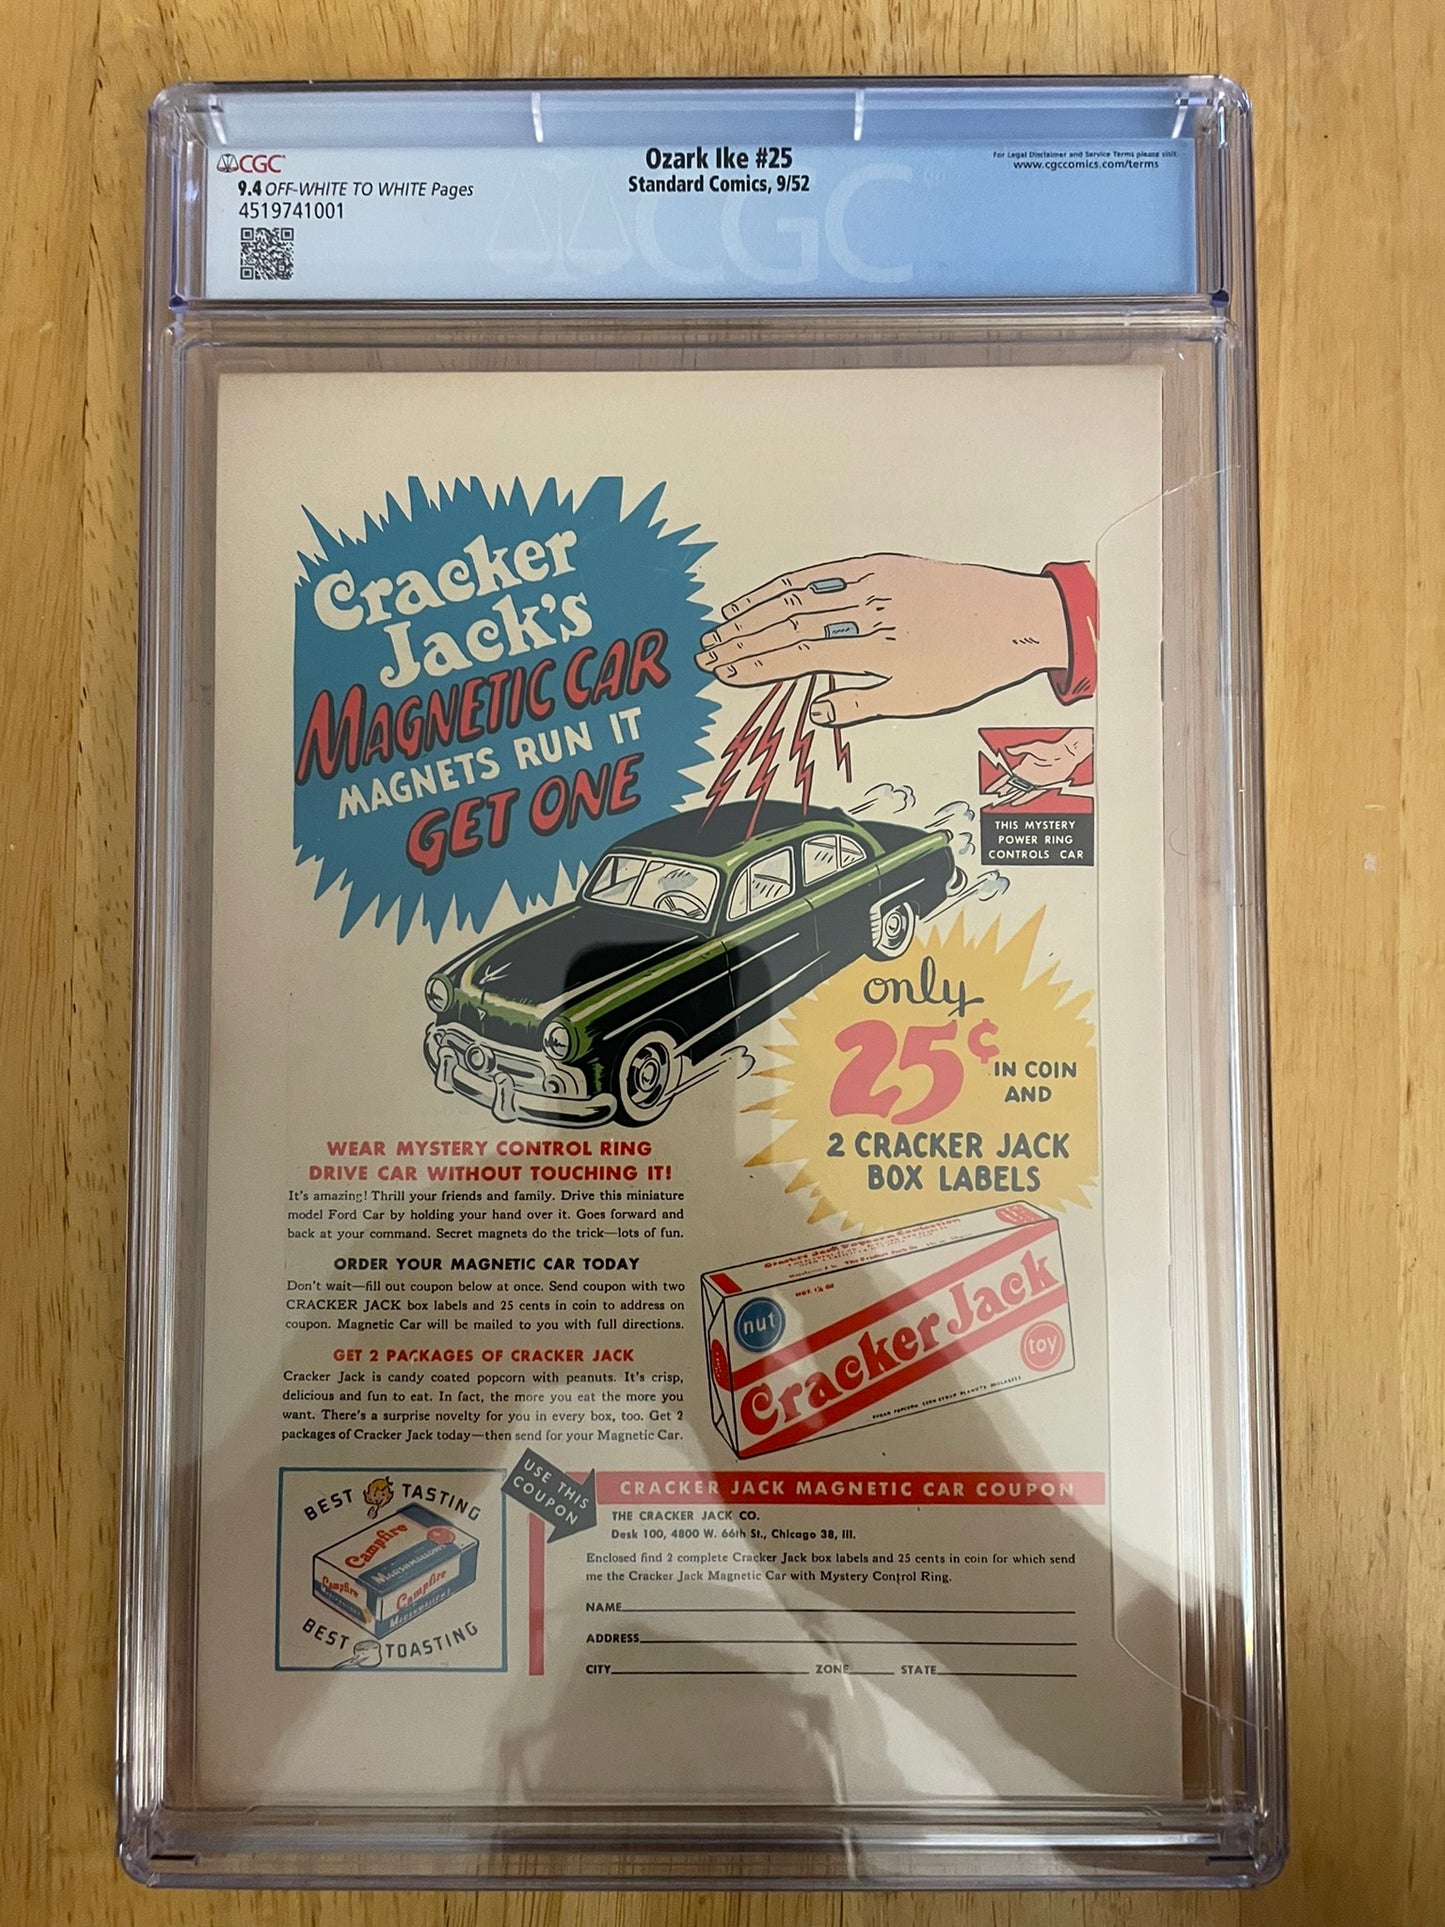 CGC
Ozark Ike #25
For Legal Disclaimer and Service Terms please visit
9.4 OFF-WHITE TO WHITE Pages
Standard Comics, 9/52
www.cgccomics.com/terms
4519741001
CGC
Cracker
Jack's
MAGNETIC CAR
MAGNETS RUN IT
GET ONE
THIS MYSTERY
POWER RING
CONTROLS CAR
only
25¢
IN COIN
AND
2 CRACKER JACK
BOX LABELS
WEAR MYSTERY CONTROL RING
DRIVE CAR WITHOUT TOUCHING IT!
It's amazing! Thrill your friends and family. Drive this miniature
model Ford Car by holding your hand over it. Goes forward and
back at your command. Secret magnets do the trick—lots of fun.
ORDER YOUR MAGNETIC CAR TODAY
Don't wait—fill out coupon below at once. Send coupon with two
CRACKER JACK box labels and 25 cents in coin to address on
coupon. Magnetic Car will be mailed to you with full directions.
GET 2 PACKAGES OF CRACKER JACK
Cracker Jack is candy coated popcorn with peanuts. It's crisp,
delicious and fun to eat. In fact, the more you eat the more you
want. There's a surprise novelty for you in every box, too. Get 2
packages of Cracker Jack today—then send for your Magnetic Car.
Cracker Jack Popcorn Confection
nut
Cracker Jack
toy
BEST TASTING
Campfire
MARSHMALLOWS
Campfire
Campfire
BEST TOASTING
USE THIS
COUPON
CRACKER JACK MAGNETIC CAR COUPON
THE CRACKER JACK CO.
Desk 100, 4800 W. 66th St., Chicago 38, Ill.
Enclosed find 2 complete Cracker Jack box labels and 25 cents in coin for which send
me the Cracker Jack Magnetic Car with Mystery Control Ring.
NAME
ADDRESS
CITY ZONE STATE